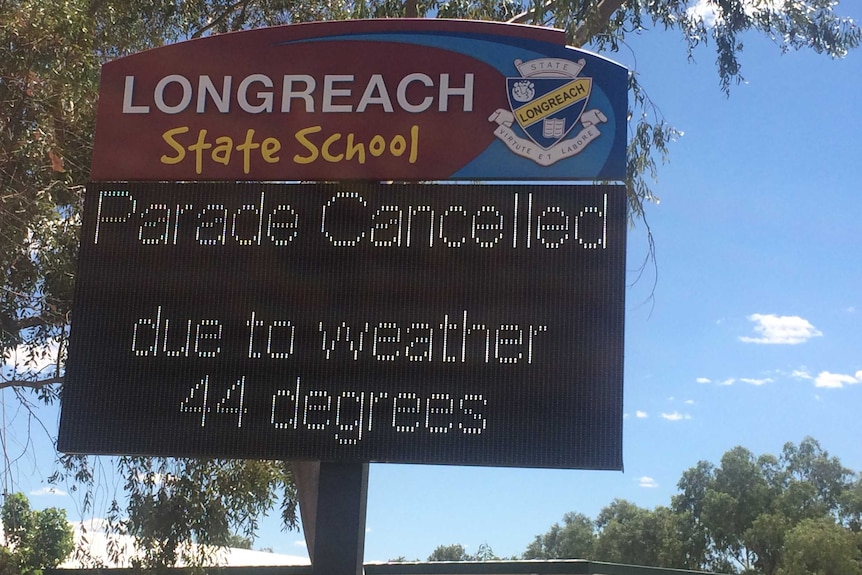 LONGREACH
State School
STATE
LONGREACH
VIRTUTE ET LABORE
Parade Cancelled
due to weather
44 degrees